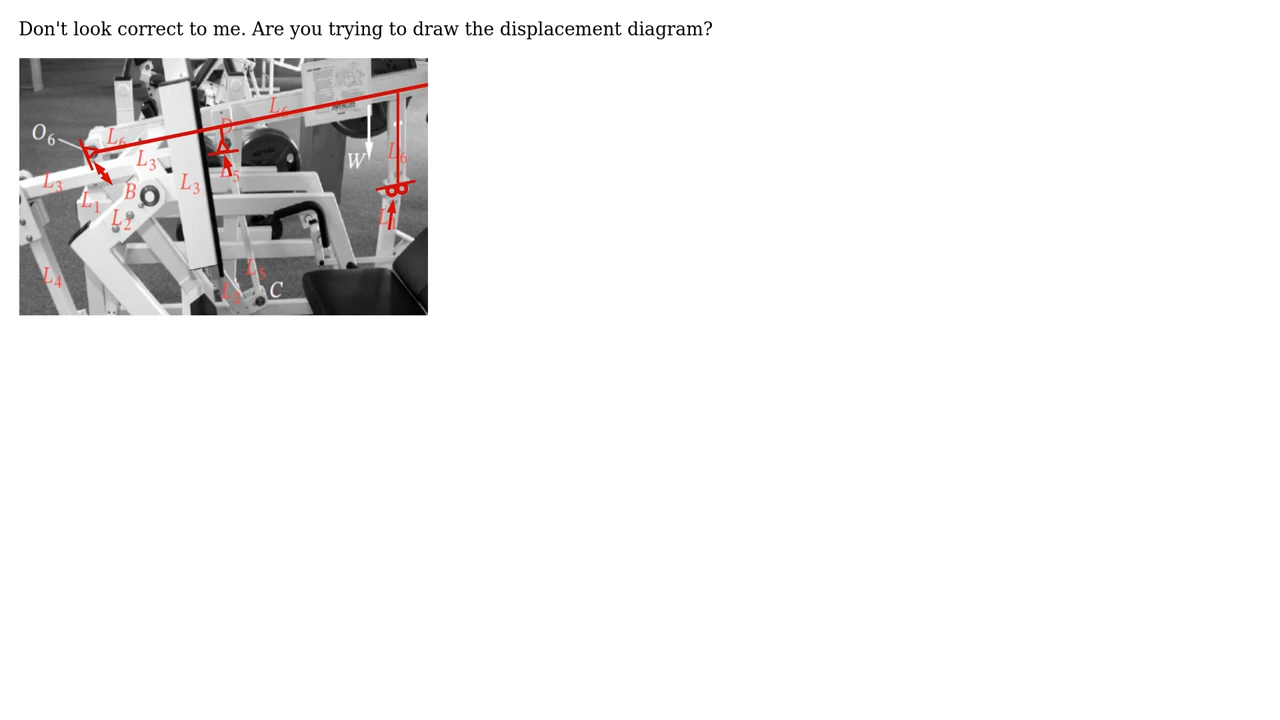 Don't look correct to me. Are you trying to draw the displacement diagram?
L6
O6
L6
D
L3
W
L6
L3
L3
L5
B
L1
L2
L5
L4
C